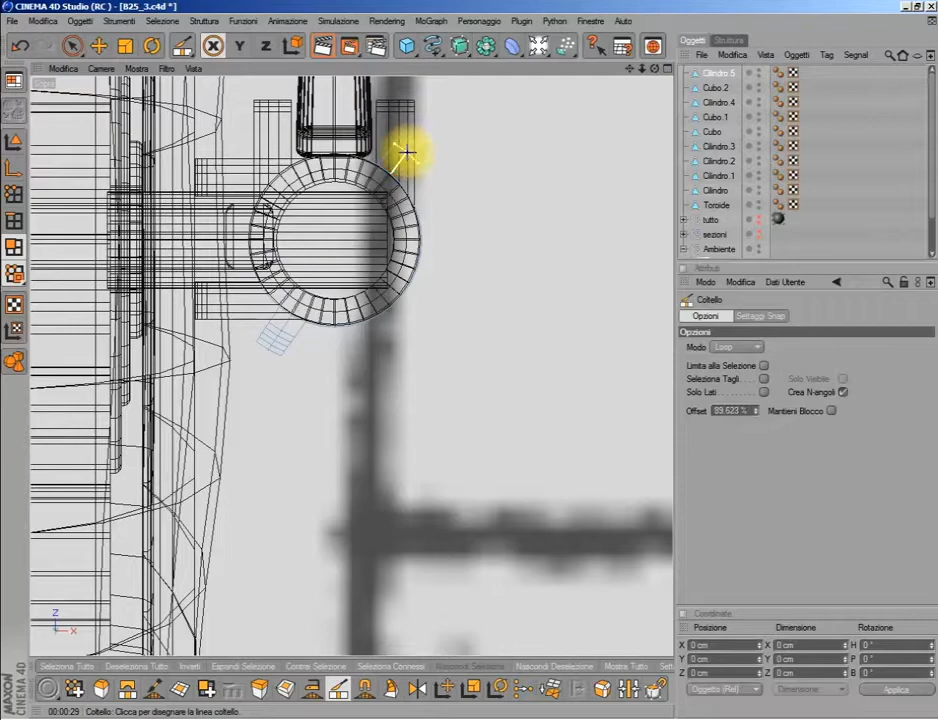 CINEMA 4D Studio (RC) - [B25_3.c4d *]
File Modifica Oggetti Strumenti Selezione Struttura Funzioni Animazione Simulazione Rendering MoGraph Personaggio Plugin Python Finestre Aiuto
X Y Z
Modifica Camere Mostra Filtro Vista
Z
X
Oggetti Struttura
File Modifica Vista Oggetti Tag Segnal
Cilindro.5
Cubo.2
Cilindro.4
Cubo.1
Cubo
Cilindro.3
Cilindro.2
Cilindro.1
Cilindro
Toroide
tutto
sezioni
Ambiente
Attributi
Modo Modifica Dati Utente
Coltello
Opzioni Settaggi Snap
Opzioni
Modo Loop
Limita alla Selezione
Seleziona Tagli Solo Visibile
Solo Lati Crea N-angoli
Offset 99.623 % Mantieni Blocco
Coordinate
Posizione Dimensione Rotazione
X 0 cm X 0 cm H 0 °
Y 0 cm Y 0 cm P 0 °
Z 0 cm Z 0 cm B 0 °
Oggetto (Rel) Dimensione Applica
Seleziona Tutto Deseleziona Tutto Inverti Espandi Selezione Contrai Selezione Seleziona Connessi Nascondi Selezione Nascondi Deselezione Mostra Tutto Sett
00:00:29 Coltello: Clicca per disegnare la linea coltello.
MAXON CINEMA 4D